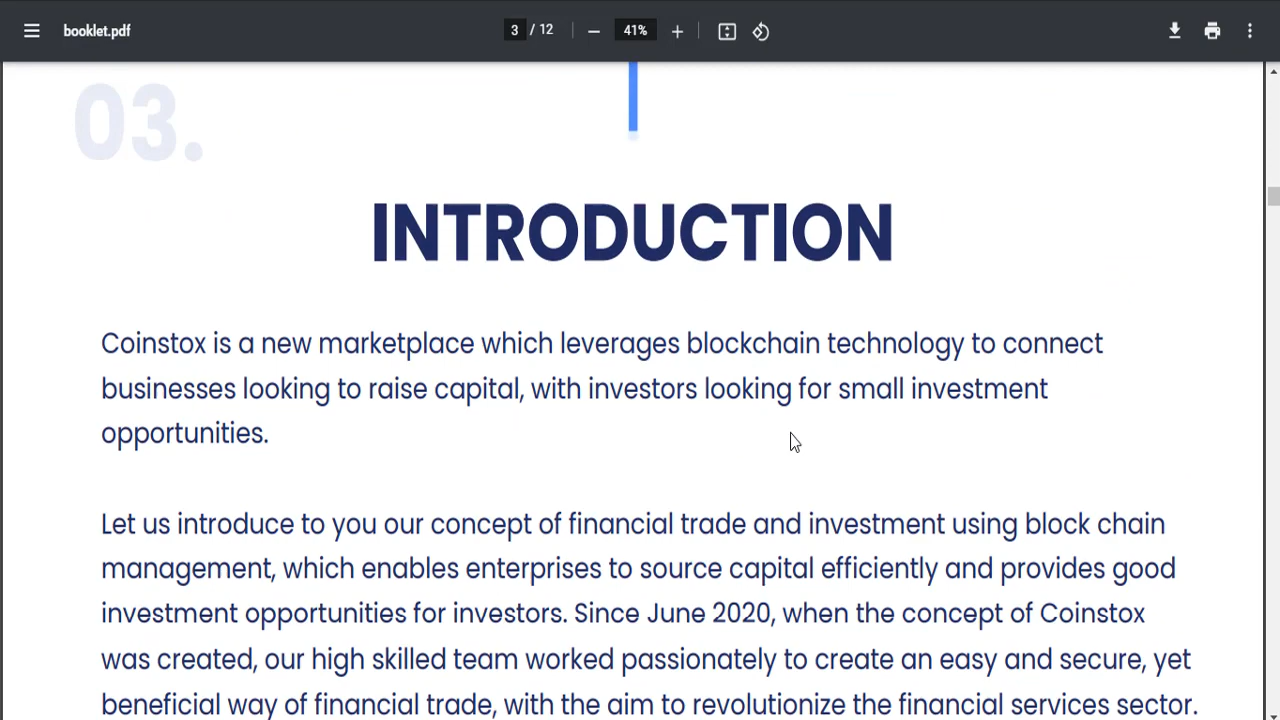 booklet.pdf
3 / 12
41%
03.
INTRODUCTION
Coinstox is a new marketplace which leverages blockchain technology to connect
businesses looking to raise capital, with investors looking for small investment
opportunities.
Let us introduce to you our concept of financial trade and investment using block chain
management, which enables enterprises to source capital efficiently and provides good
investment opportunities for investors. Since June 2020, when the concept of Coinstox
was created, our high skilled team worked passionately to create an easy and secure, yet
beneficial way of financial trade, with the aim to revolutionize the financial services sector.